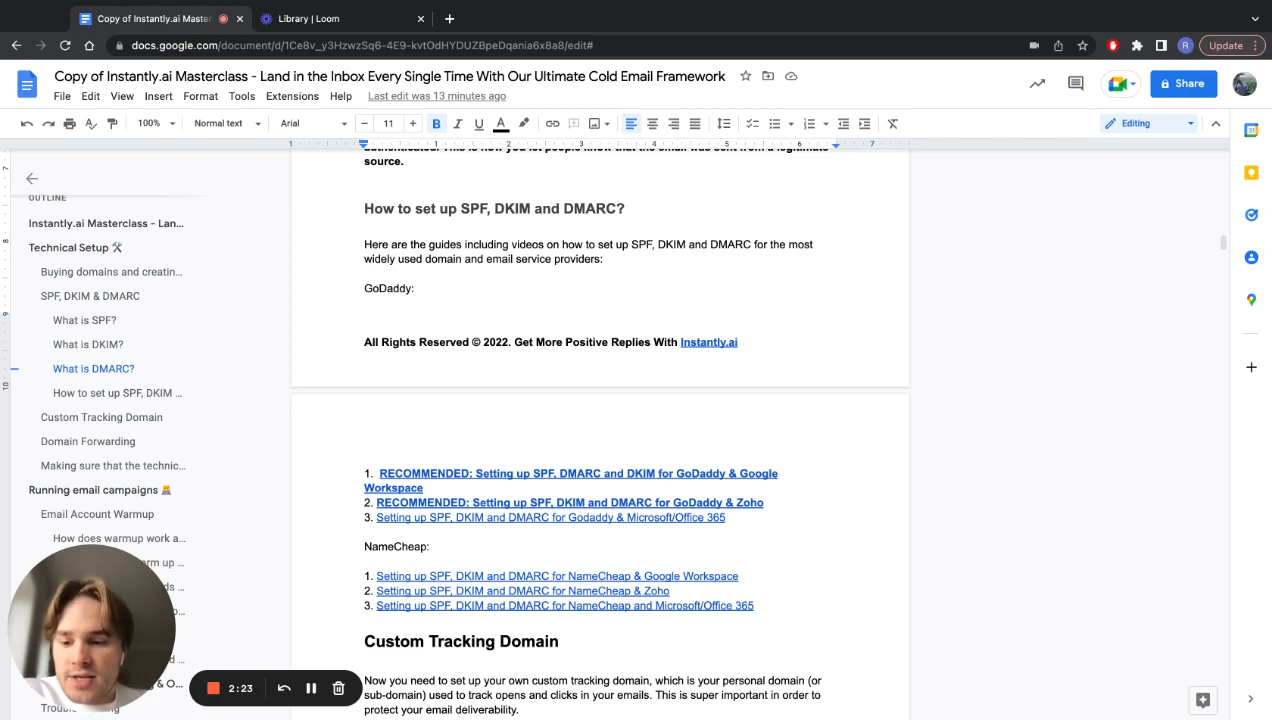 Copy of Instantly.ai Master
Library | Loom
docs.google.com/document/d/1Ce8v_y3HzwzSq6-4E9-kvtOdHYDUZBpeDqania6x8a8/edit#
R
Update
Copy of Instantly.ai Masterclass - Land in the Inbox Every Single Time With Our Ultimate Cold Email Framework
File Edit View Insert Format Tools Extensions Help Last edit was 13 minutes ago
Share
100% Normal text Arial 11 B I U A Editing
1 1 2 3 4 5 6 7
source.
OUTLINE
Instantly.ai Masterclass - Lan...
Technical Setup
Buying domains and creatin...
SPF, DKIM & DMARC
What is SPF?
What is DKIM?
What is DMARC?
How to set up SPF, DKIM ...
Custom Tracking Domain
Domain Forwarding
Making sure that the technic...
Running email campaigns
Email Account Warmup
How does warmup work a...
How to set up SPF, DKIM and DMARC?
Here are the guides including videos on how to set up SPF, DKIM and DMARC for the most
widely used domain and email service providers:
GoDaddy:
All Rights Reserved © 2022. Get More Positive Replies With Instantly.ai
1. RECOMMENDED: Setting up SPF, DMARC and DKIM for GoDaddy & Google
Workspace
2. RECOMMENDED: Setting up SPF, DKIM and DMARC for GoDaddy & Zoho
3. Setting up SPF, DKIM and DMARC for Godaddy & Microsoft/Office 365
NameCheap:
1. Setting up SPF, DKIM and DMARC for NameCheap & Google Workspace
2. Setting up SPF, DKIM and DMARC for NameCheap & Zoho
3. Setting up SPF, DKIM and DMARC for NameCheap and Microsoft/Office 365
Custom Tracking Domain
Now you need to set up your own custom tracking domain, which is your personal domain (or
sub-domain) used to track opens and clicks in your emails. This is super important in order to
protect your email deliverability.
2:23